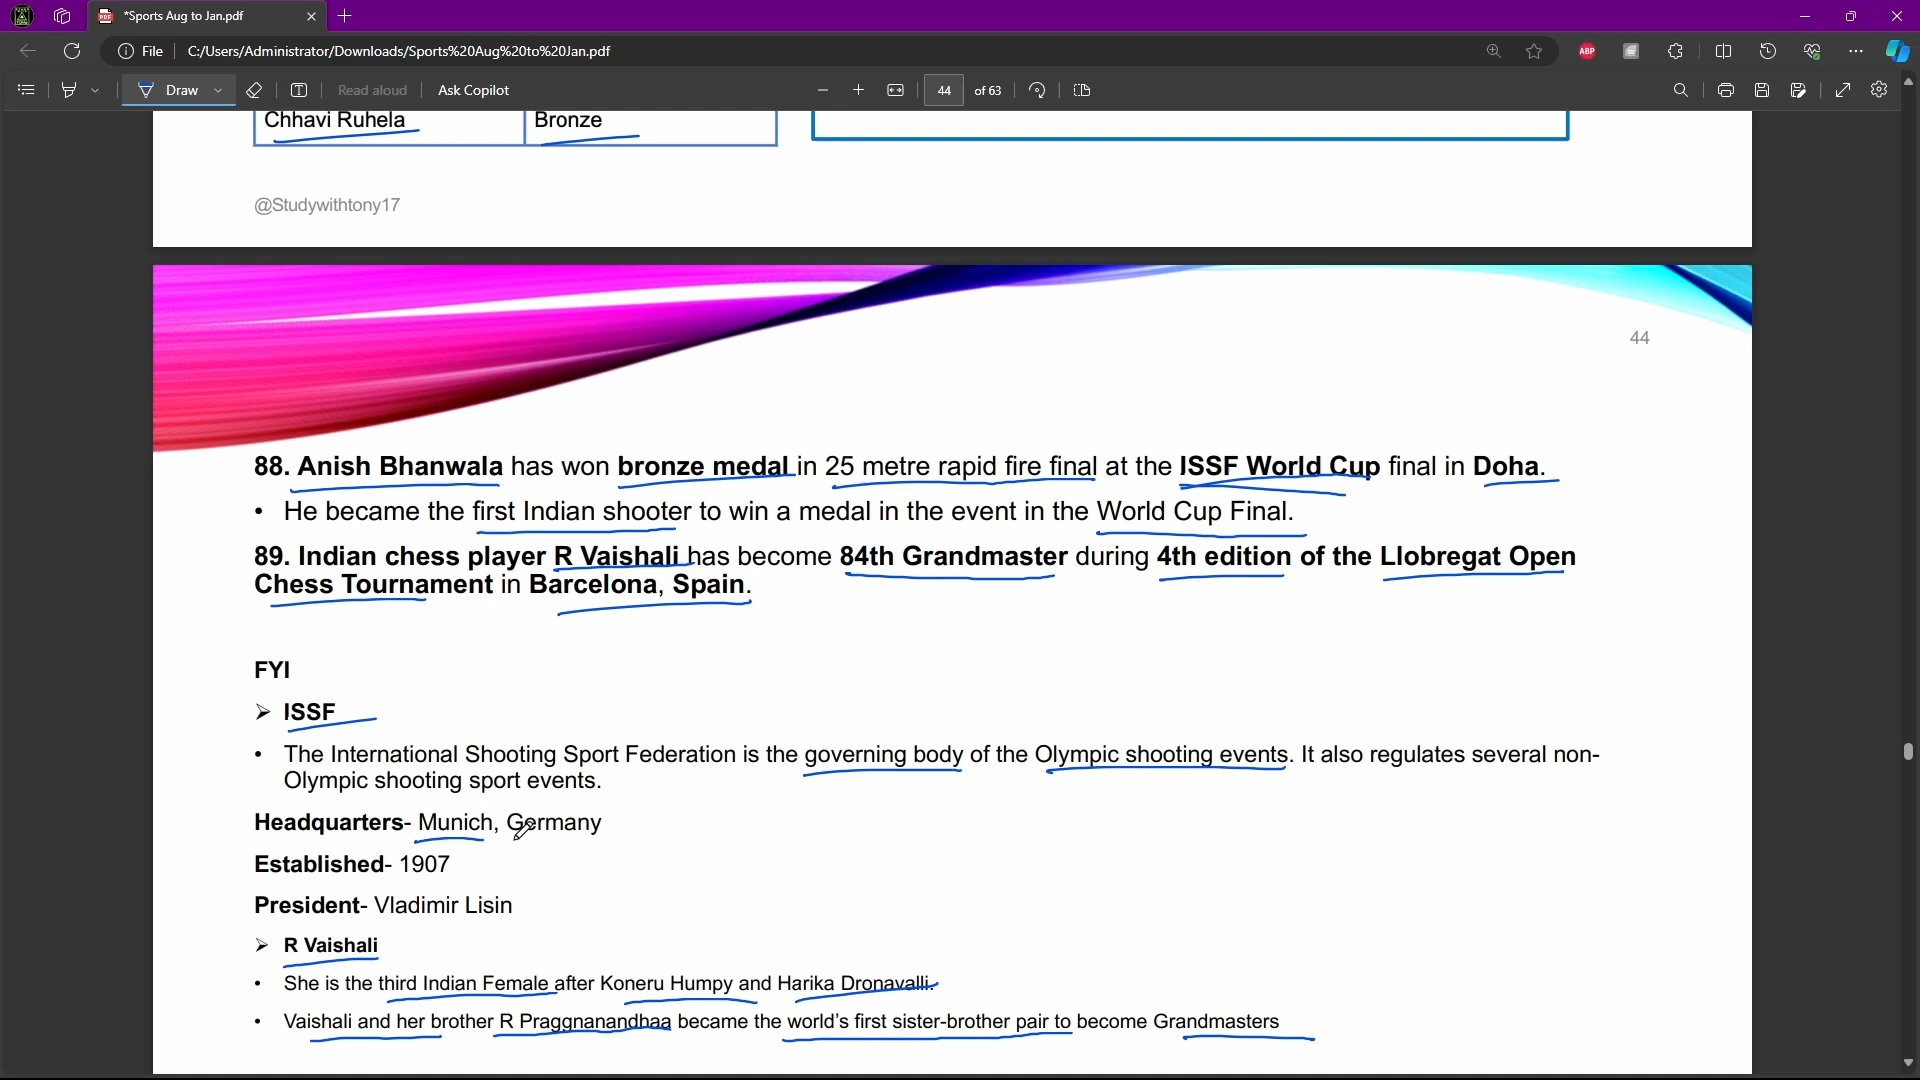 *Sports Aug to Jan.pdf
File
C:/Users/Administrator/Downloads/Sports%20Aug%20to%20Jan.pdf
ABP
Draw
Read aloud
Ask Copilot
44
of 63
Chhavi Ruhela
Bronze
@Studywithtony17
44
88. Anish Bhanwala has won bronze medal in 25 metre rapid fire final at the ISSF World Cup final in Doha.
• He became the first Indian shooter to win a medal in the event in the World Cup Final.
89. Indian chess player R Vaishali has become 84th Grandmaster during 4th edition of the Llobregat Open
Chess Tournament in Barcelona, Spain.
FYI
➢ ISSF
• The International Shooting Sport Federation is the governing body of the Olympic shooting events. It also regulates several non-
Olympic shooting sport events.
Headquarters- Munich, Germany
Established- 1907
President- Vladimir Lisin
➢ R Vaishali
• She is the third Indian Female after Koneru Humpy and Harika Dronavalli.
• Vaishali and her brother R Praggnanandhaa became the world's first sister-brother pair to become Grandmasters